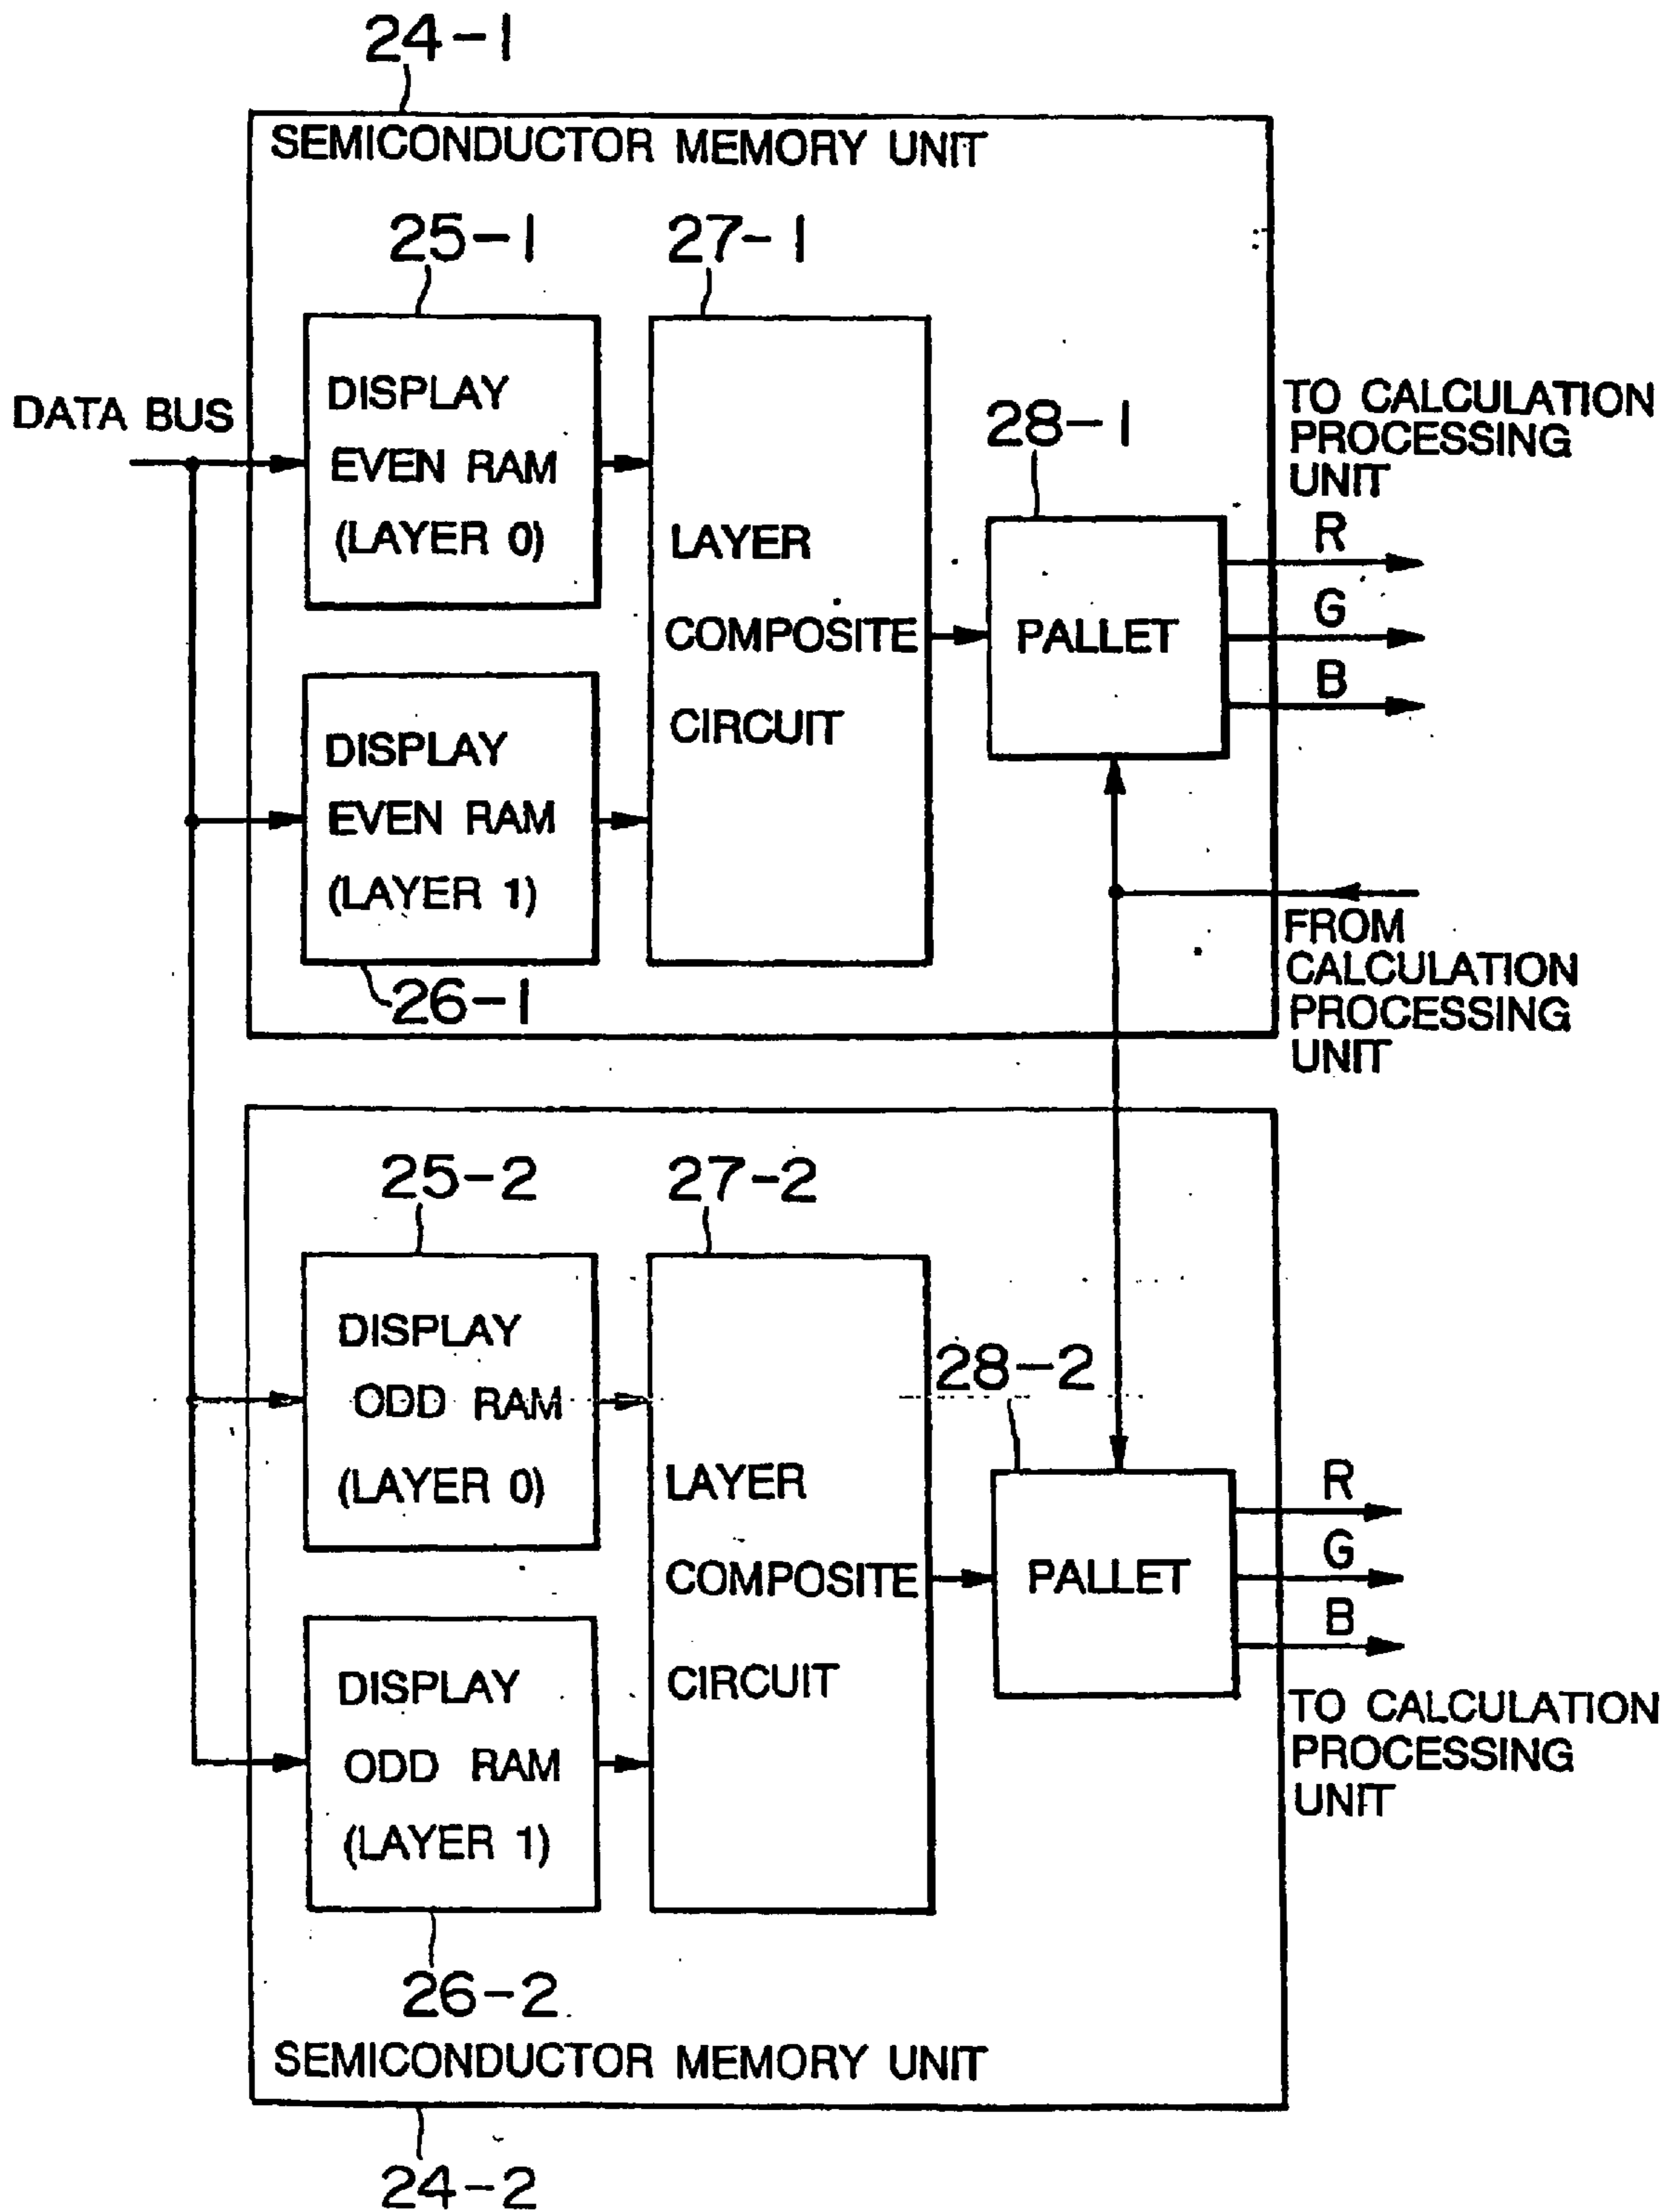 24-1
SEMICONDUCTOR MEMORY UNIT
25-1
27-1
DISPLAY
EVEN RAM
(LAYER 0)
DATA BUS
LAYER
COMPOSITE
CIRCUIT
28-1
PALLET
TO CALCULATION
PROCESSING
UNIT
R
G
B
DISPLAY
EVEN RAM
(LAYER 1)
26-1
FROM
CALCULATION
PROCESSING
UNIT
25-2
27-2
DISPLAY
ODD RAM
(LAYER 0)
LAYER
COMPOSITE
CIRCUIT
28-2
PALLET
R
G
B
TO CALCULATION
PROCESSING
UNIT
DISPLAY
ODD RAM
(LAYER 1)
26-2
SEMICONDUCTOR MEMORY UNIT
24-2